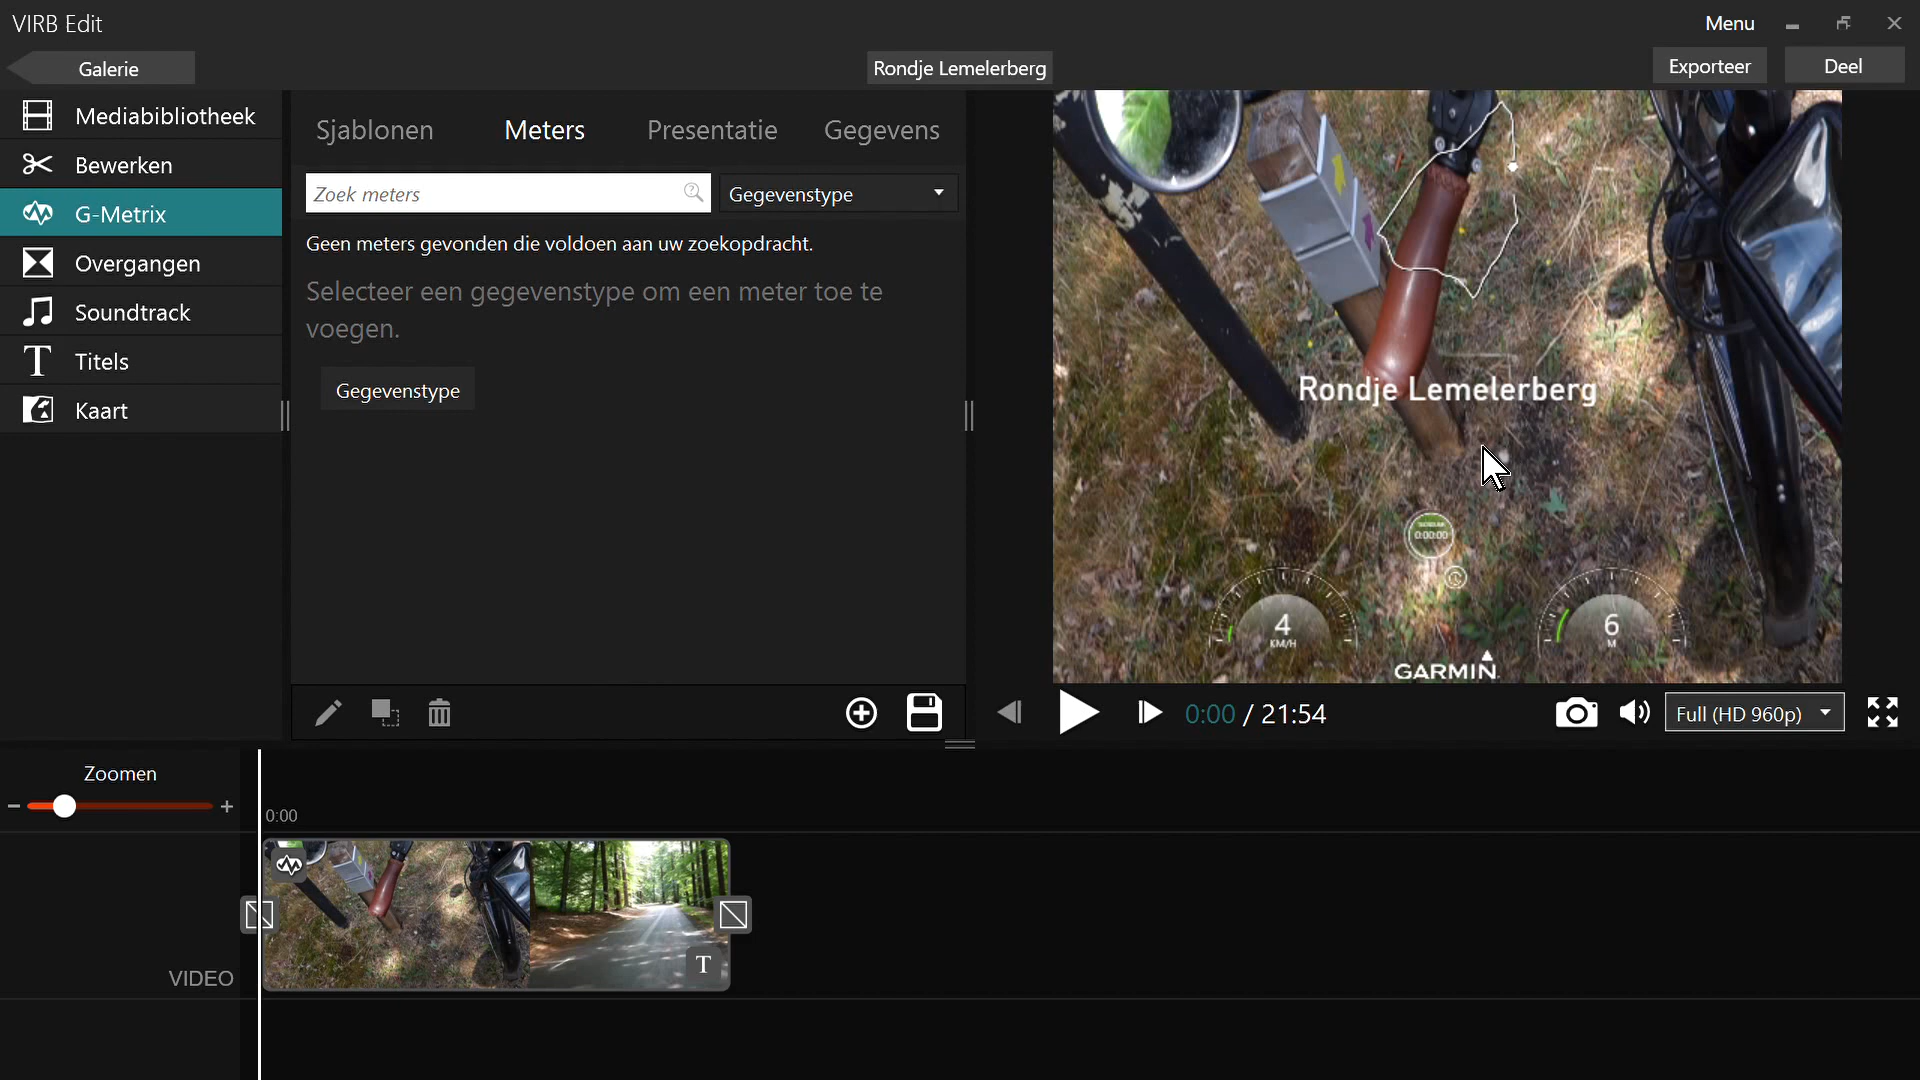 VIRB Edit
Menu
Galerie
Rondje Lemelerberg
Exporteer
Deel
Mediabibliotheek
Bewerken
G-Metrix
Overgangen
Soundtrack
Titels
Kaart
Sjablonen
Meters
Presentatie
Gegevens
Zoek meters
Gegevenstype
Geen meters gevonden die voldoen aan uw zoekopdracht.
Selecteer een gegevenstype om een meter toe te
voegen.
Gegevenstype
Rondje Lemelerberg
0:00:00
4
KM/H
6
M
GARMIN
0:00 / 21:54
Full (HD 960p)
Zoomen
0:00
VIDEO
T